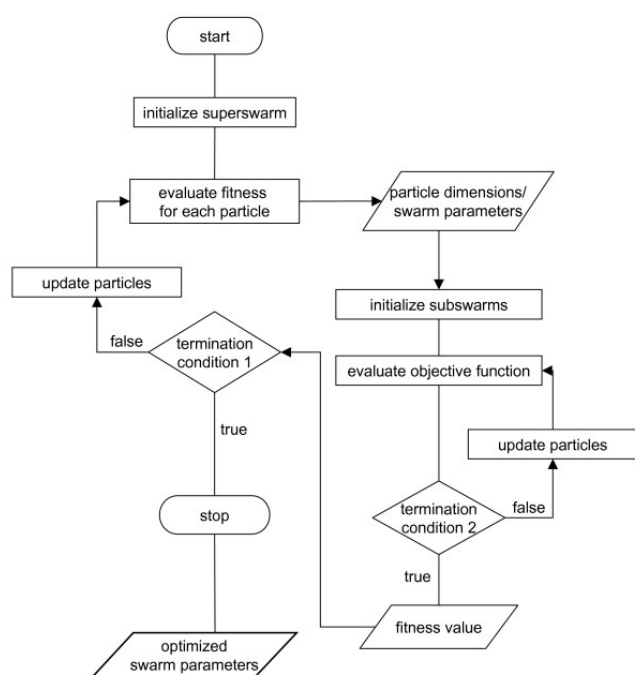 start
initialize superswarm
evaluate fitness
for each particle
particle dimensions/
swarm parameters
update particles
initialize subswarms
false
termination
condition 1
evaluate objective function
true
update particles
stop
termination
condition 2
false
true
fitness value
optimized
swarm parameters